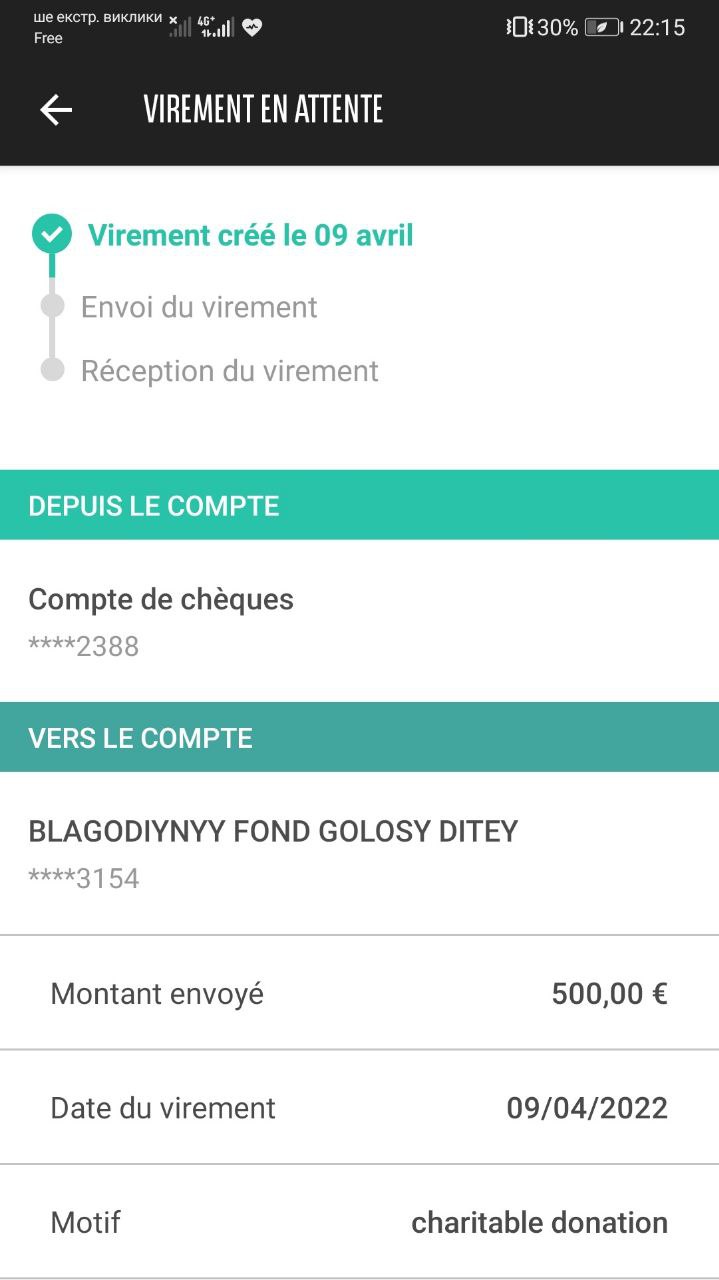 ше екстр. виклики
Free
4G+
30%
22:15
VIREMENT EN ATTENTE
Virement créé le 09 avril
Envoi du virement
Réception du virement
DEPUIS LE COMPTE
Compte de chèques
****2388
VERS LE COMPTE
BLAGODIYNYY FOND GOLOSY DITEY
****3154
Montant envoyé 500,00 €
Date du virement 09/04/2022
Motif charitable donation